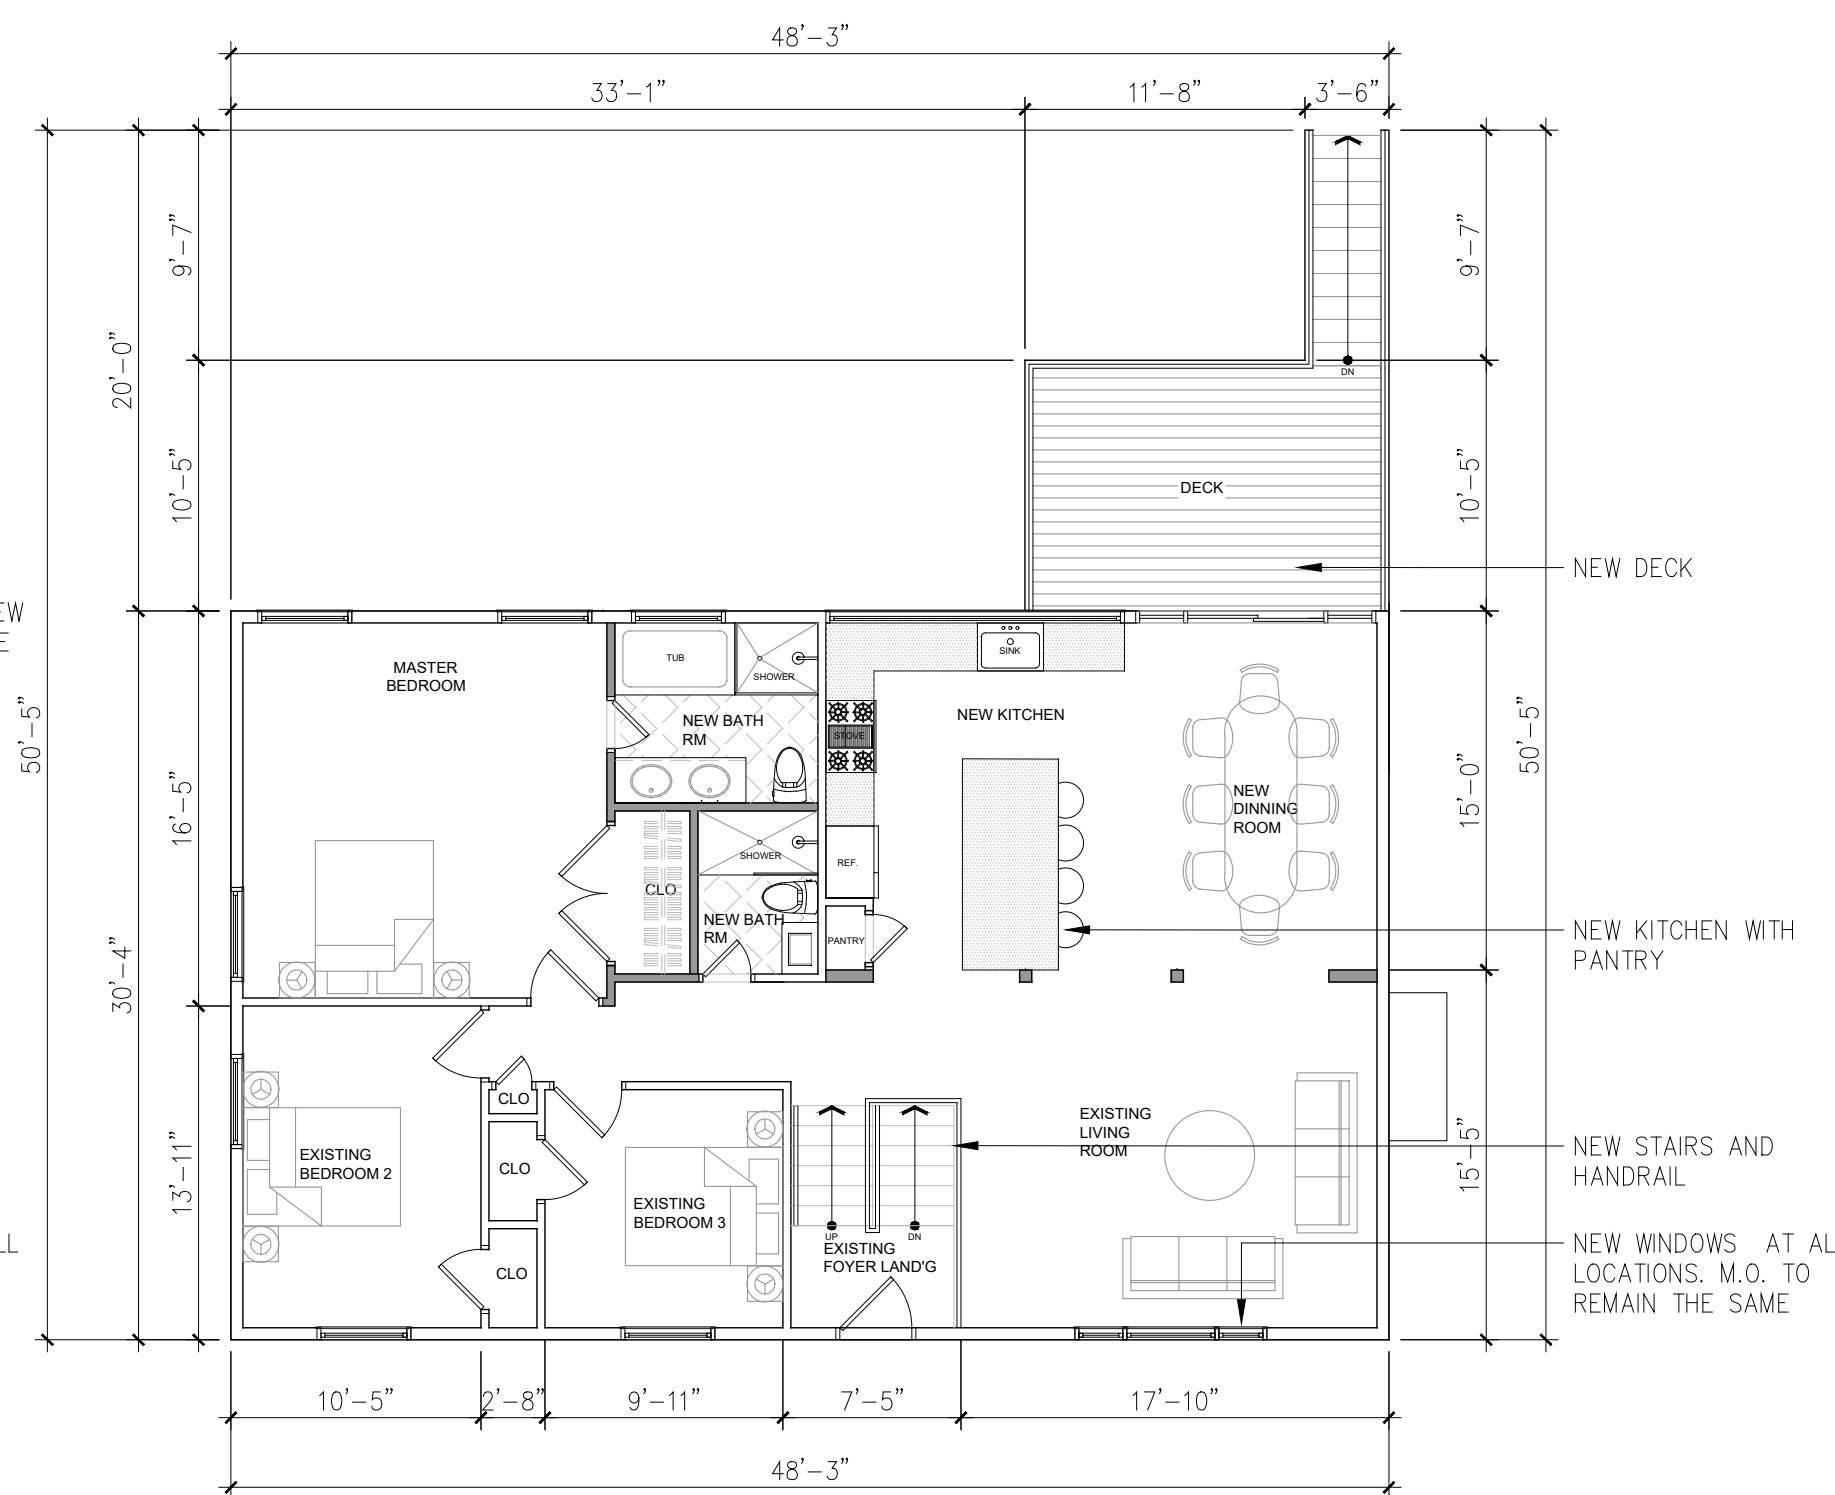 48'-3"
33'-1"
11'-8"
3'-6"
9'-7"
9'-7"
20'-0"
DN
10'-5"
10'-5"
DECK
NEW DECK
EW
E
MASTER
BEDROOM
TUB
SHOWER
SINK
NEW BATH
RM
NEW KITCHEN
STOVE
50'-5"
50'-5"
16'-5"
15'-0"
NEW
DINNING
ROOM
SHOWER
REF.
CLO
NEW BATH
RM
PANTRY
NEW KITCHEN WITH
PANTRY
30'-4"
CLO
EXISTING
LIVING
ROOM
EXISTING
BEDROOM 2
CLO
13'-11"
15'-5"
NEW STAIRS AND
HANDRAIL
EXISTING
BEDROOM 3
UP
DN
EXISTING
FOYER LAND'G
CLO
LL
NEW WINDOWS AT AL
LOCATIONS. M.O. TO
REMAIN THE SAME
10'-5"
2'-8"
9'-11"
7'-5"
17'-10"
48'-3"